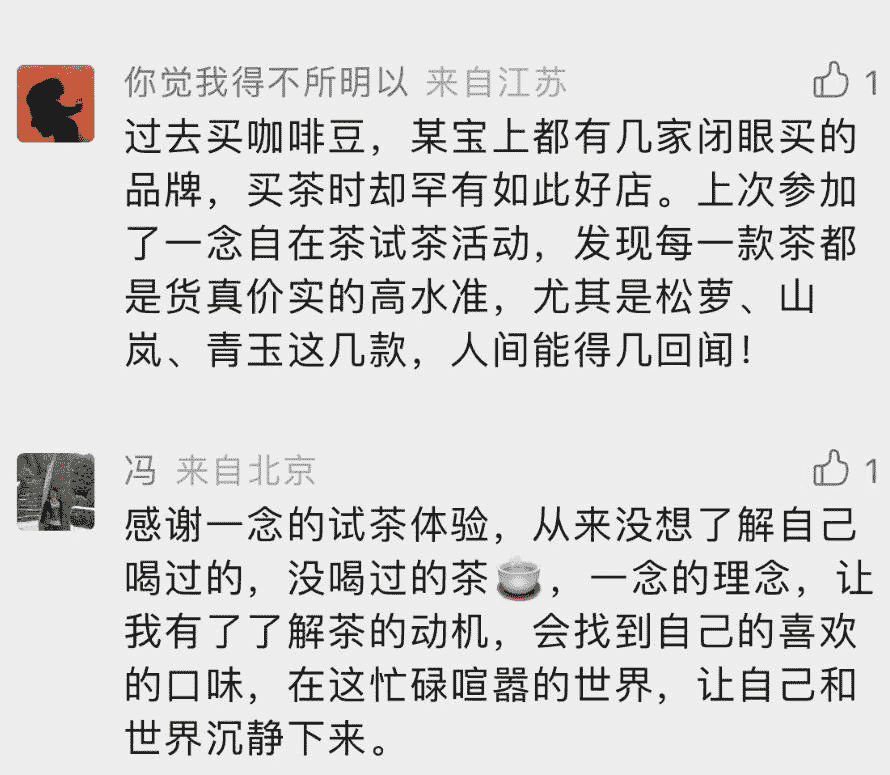 你觉我得不所明以 来自江苏 1
过去买咖啡豆，某宝上都有几家闭眼买的
品牌，买茶时却罕有如此好店。上次参加
了一念自在茶试茶活动，发现每一款茶都
是货真价实的高水准，尤其是松萝、山
岚、青玉这几款，人间能得几回闻！
冯 来自北京 1
感谢一念的试茶体验，从来没想了解自己
喝过的，没喝过的茶🍵，一念的理念，让
我有了了解茶的动机，会找到自己的喜欢
的口味，在这忙碌喧嚣的世界，让自己和
世界沉静下来。